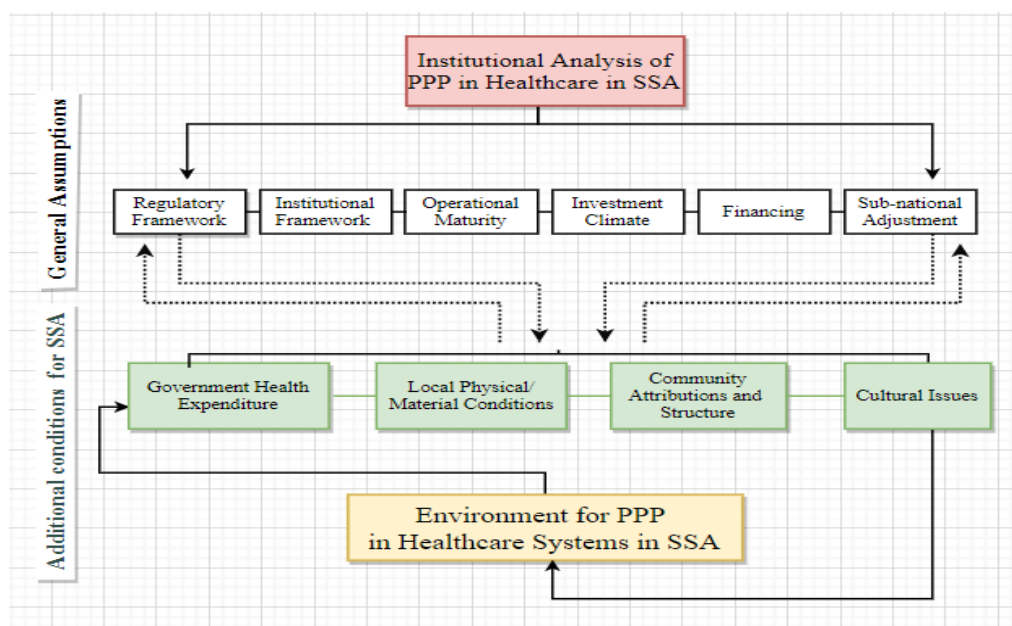 Institutional Analysis of
PPP in Healthcare in SSA
General Assumptions
Regulatory
Framework
Institutional
Framework
Operational
Maturity
Investment
Climate
Financing
Sub-national
Adjustment
Additional conditions for SSA
Government Health
Expenditure
Local Physical/
Material Conditions
Community
Attributions and
Structure
Cultural Issues
Environment for PPP
in Healthcare Systems in SSA